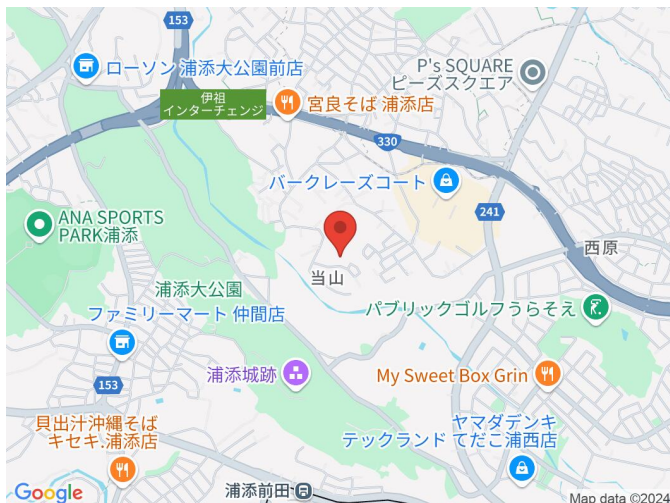 153
ローソン 浦添大公園前店
P's SQUARE
ピーズスクエア
伊祖
インターチェンジ
宮良そば 浦添店
330
バークレーズコート
241
ANA SPORTS
PARK浦添
西原
当山
浦添大公園
ファミリーマート 仲間店
パブリックゴルフうらそえ
浦添城跡
My Sweet Box Grin
153
貝出汁沖縄そば
キセキ.浦添店
ヤマダデンキ
テックランド てだこ浦西店
浦添前田
Google
Map data ©2024